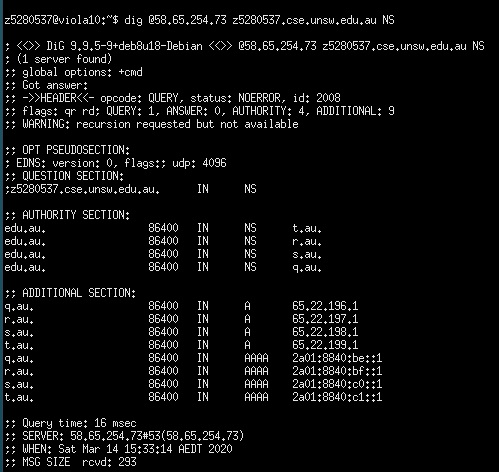 z5280537@viola10:~$ dig @58.65.254.73 z5280537.cse.unsw.edu.au NS
; <<>> DiG 9.9.5-9+deb8u18-Debian <<>> @58.65.254.73 z5280537.cse.unsw.edu.au NS
; (1 server found)
;; global options: +cmd
;; Got answer:
;; ->>HEADER<<- opcode: QUERY, status: NOERROR, id: 2008
;; flags: qr rd; QUERY: 1, ANSWER: 0, AUTHORITY: 4, ADDITIONAL: 9
;; WARNING: recursion requested but not available
;; OPT PSEUDOSECTION:
; EDNS: version: 0, flags:; udp: 4096
;; QUESTION SECTION:
;z5280537.cse.unsw.edu.au. IN NS
;; AUTHORITY SECTION:
edu.au. 86400 IN NS t.au.
edu.au. 86400 IN NS r.au.
edu.au. 86400 IN NS s.au.
edu.au. 86400 IN NS q.au.
;; ADDITIONAL SECTION:
q.au. 86400 IN A 65.22.196.1
r.au. 86400 IN A 65.22.197.1
s.au. 86400 IN A 65.22.198.1
t.au. 86400 IN A 65.22.199.1
q.au. 86400 IN AAAA 2a01:8840:be::1
r.au. 86400 IN AAAA 2a01:8840:bf::1
s.au. 86400 IN AAAA 2a01:8840:c0::1
t.au. 86400 IN AAAA 2a01:8840:c1::1
;; Query time: 16 msec
;; SERVER: 58.65.254.73#53(58.65.254.73)
;; WHEN: Sat Mar 14 15:33:14 AEDT 2020
;; MSG SIZE rcvd: 293